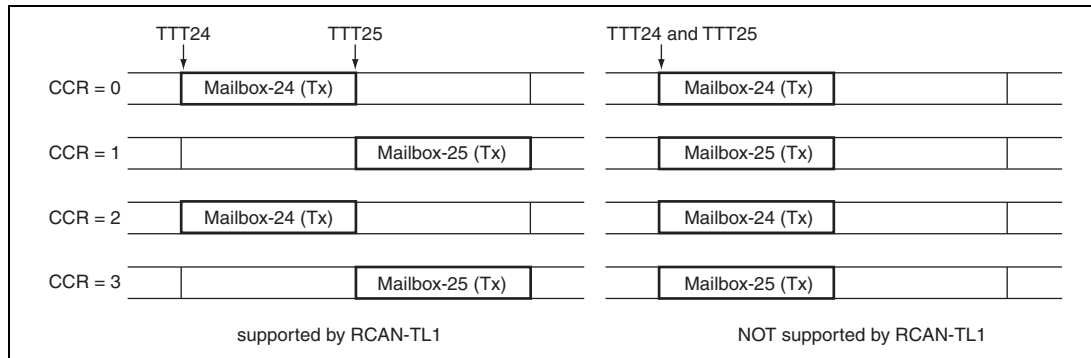 TTT24 TTT25 TTT24 and TTT25
CCR = 0 Mailbox-24 (Tx) Mailbox-24 (Tx)
CCR = 1 Mailbox-25 (Tx) Mailbox-25 (Tx)
CCR = 2 Mailbox-24 (Tx) Mailbox-24 (Tx)
CCR = 3 Mailbox-25 (Tx) Mailbox-25 (Tx)
supported by RCAN-TL1 NOT supported by RCAN-TL1